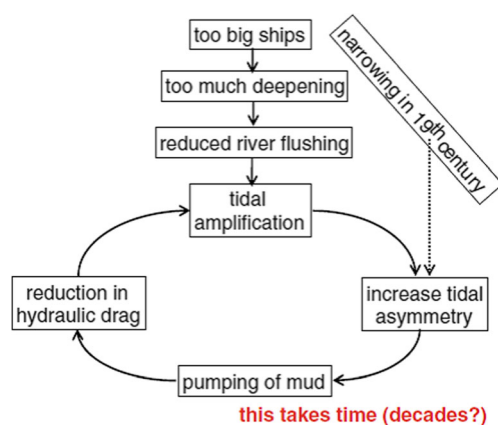 too big ships
too much deepening
reduced river flushing
narrowing in 19th
century
tidal
amplification
reduction in
hydraulic drag
increase tidal
asymmetry
pumping of mud
this takes time (decades?)